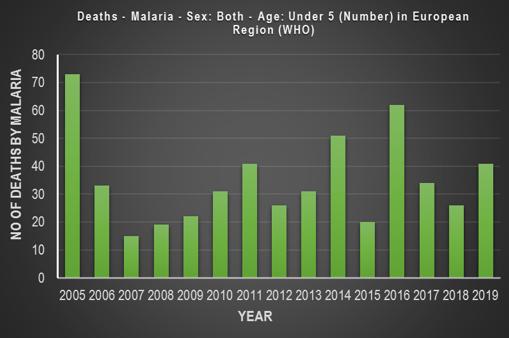 Deaths - Malaria - Sex: Both - Age: Under 5 (Number) in European
Region (WHO)
NO OF DEATHS BY MALARIA
80
70
60
50
40
30
20
10
0
2005 2006 2007 2008 2009 2010 2011 2012 2013 2014 2015 2016 2017 2018 2019
YEAR